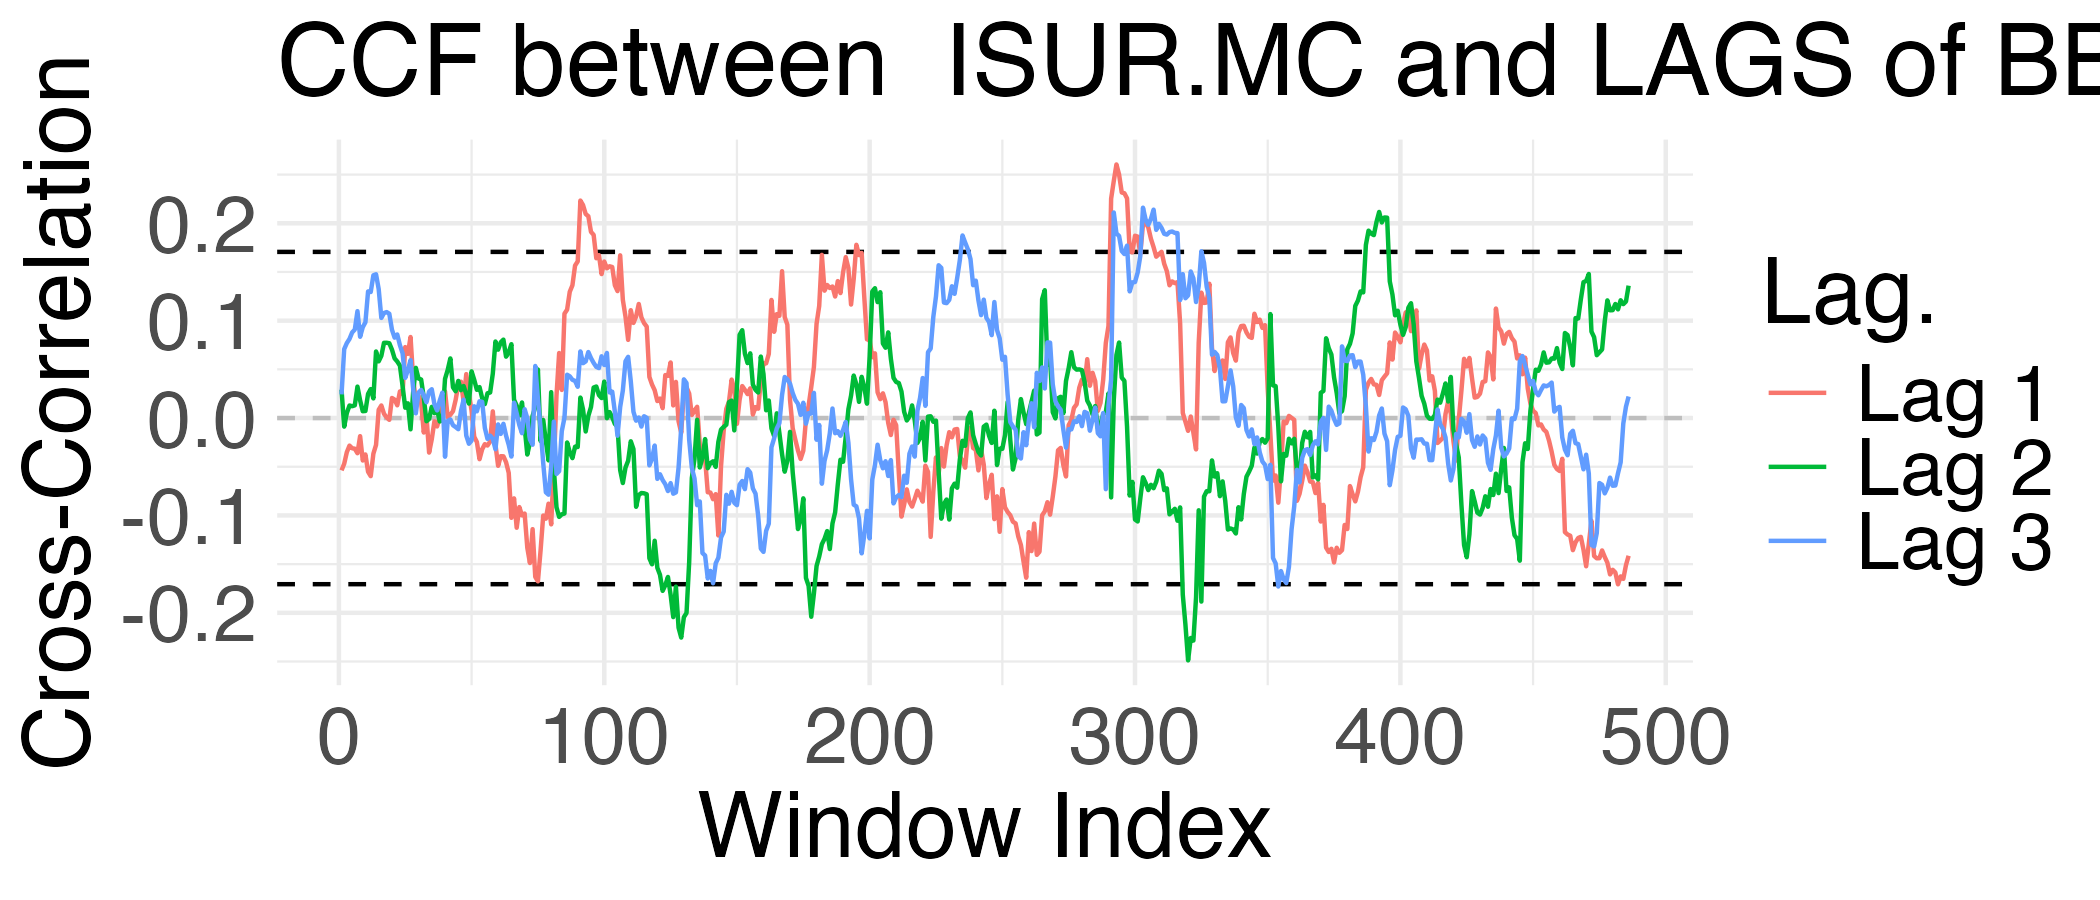 CCF between  ISUR.MC and LAGS of BE
Cross-Correlation
0.2
0.1
0.0
-0.1
-0.2
0 100 200 300 400 500
Window Index
Lag.
Lag 1
Lag 2
Lag 3